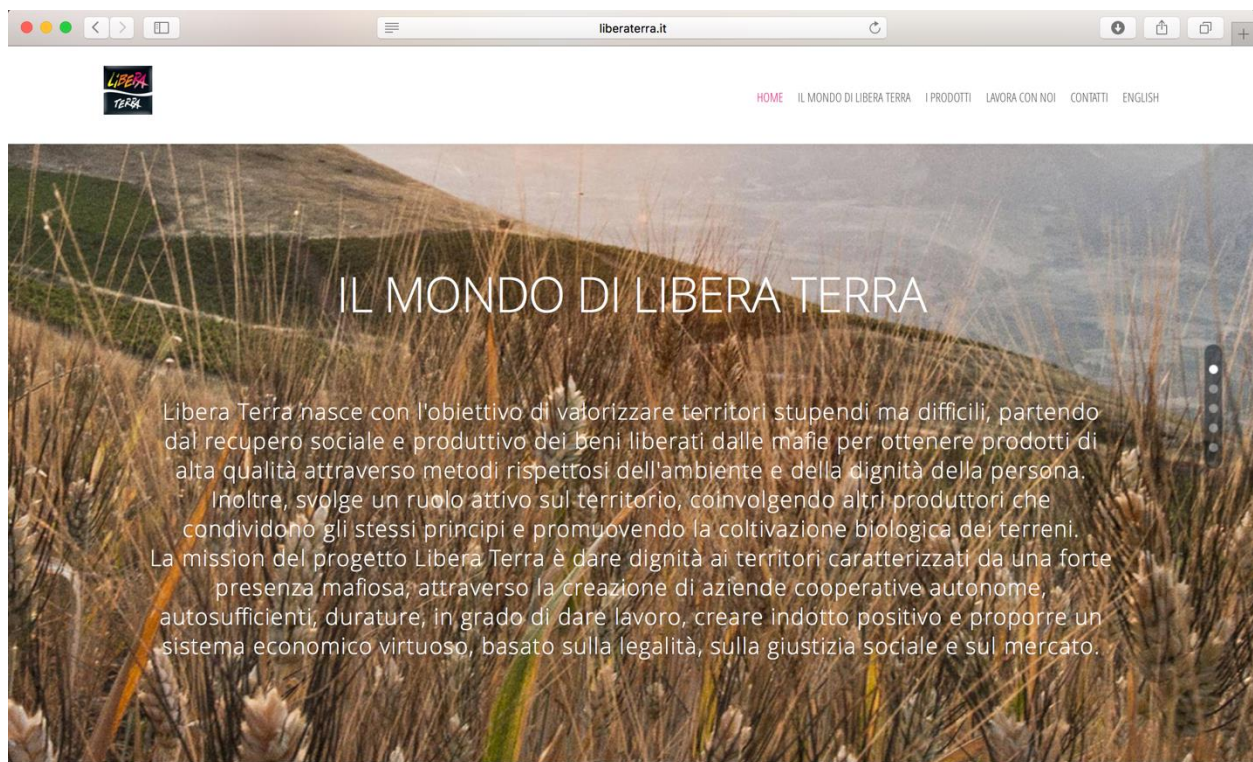 liberaterra.it
LiBERA
TERRA
HOME IL MONDO DI LIBERA TERRA I PRODOTTI LAVORA CON NOI CONTATTI ENGLISH
IL MONDO DI LIBERA TERRA
Libera Terra nasce con l'obiettivo di valorizzare territori stupendi ma difficili, partendo
dal recupero sociale e produttivo dei beni liberati dalle mafie per ottenere prodotti di
alta qualità attraverso metodi rispettosi dell'ambiente e della dignità della persona.
Inoltre, svolge un ruolo attivo sul territorio, coinvolgendo altri produttori che
condividono gli stessi principi e promuovendo la coltivazione biologica dei terreni.
La mission del progetto Libera Terra è dare dignità ai territori caratterizzati da una forte
presenza mafiosa, attraverso la creazione di aziende cooperative autonome,
autosufficienti, durature, in grado di dare lavoro, creare indotto positivo e proporre un
sistema economico virtuoso, basato sulla legalità, sulla giustizia sociale e sul mercato.